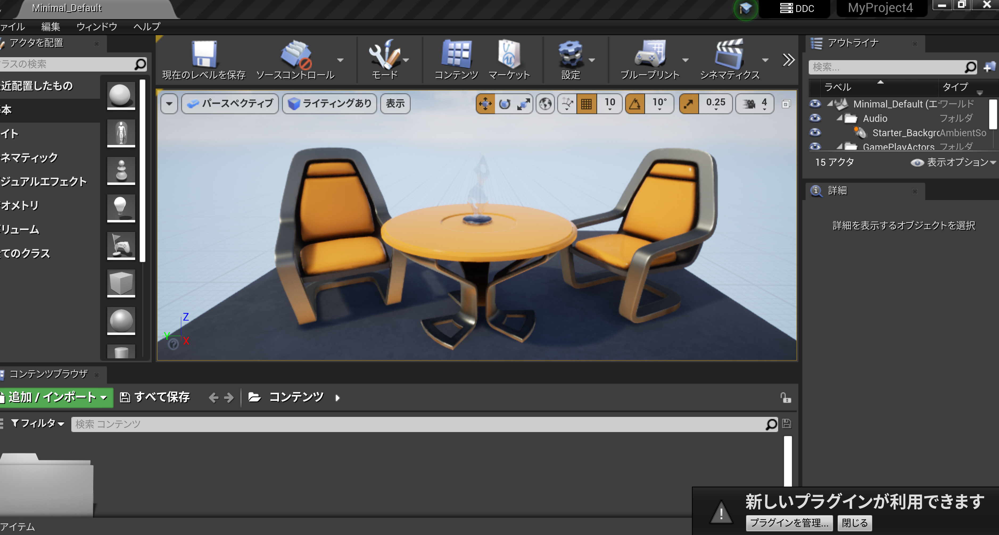 Minimal_Default
DDC
MyProject4
ァイル 編集 ウィンドウ ヘルプ
アクタを配置
ラスの検索
近配置したもの
本
イト
ネマティック
ジュアルエフェクト
オメトリ
リューム
てのクラス
現在のレベルを保存 ソースコントロール モード コンテンツ マーケット 設定 ブループリント シネマティクス
パースペクティブ ライティングあり 表示 10 10° 0.25 4
Z
Y
X
アウトライナ
検索...
ラベル タイプ
Minimal_Default (エ ワールド
Audio フォルダ
Starter_Backgrc AmbientSo
GamePlayActors フォルダ
15 アクタ 表示オプション
詳細
詳細を表示するオブジェクトを選択
コンテンツブラウザ
追加 / インポート すべて保存 コンテンツ
フィルタ 検索 コンテンツ
アイテム
新しいプラグインが利用できます
プラグインを管理... 閉じる